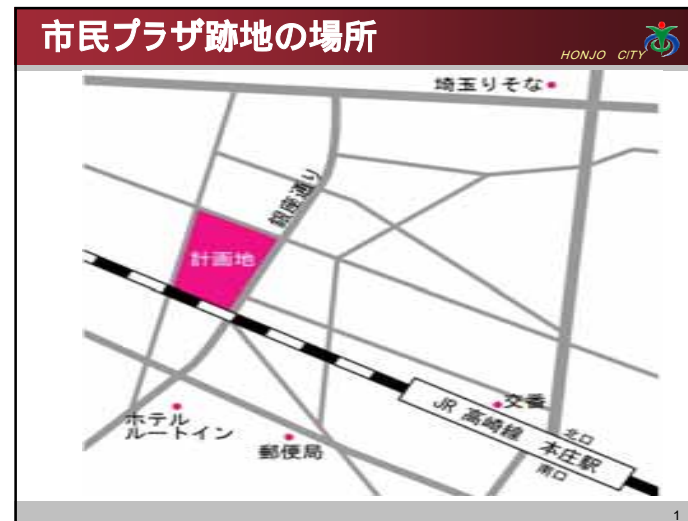 市民プラザ跡地の場所
HONJO CITY
埼玉りそな
銀座通り
計画地
交番
JR 高崎線 本庄駅
北口
南口
ホテル
ルートイン
郵便局
1